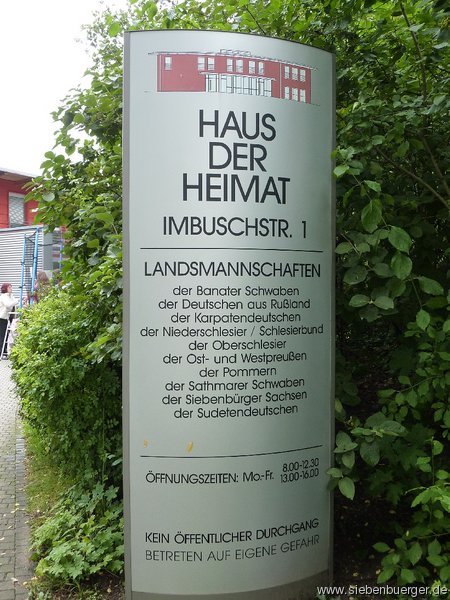 HAUS
DER
HEIMAT
IMBUSCHSTR. 1
LANDSMANNSCHAFTEN
der Banater Schwaben
der Deutschen aus Rußland
der Karpatendeutschen
der Niederschlesier / Schlesierbund
der Oberschlesier
der Ost- und Westpreußen
der Pommern
der Sathmarer Schwaben
der Siebenbürger Sachsen
der Sudetendeutschen
ÖFFNUNGSZEITEN: Mo.-Fr. 8.00-12.30
13.00-16.00
KEIN ÖFFENTLICHER DURCHGANG
BETRETEN AUF EIGENE GEFAHR
www.siebenbuerger.de